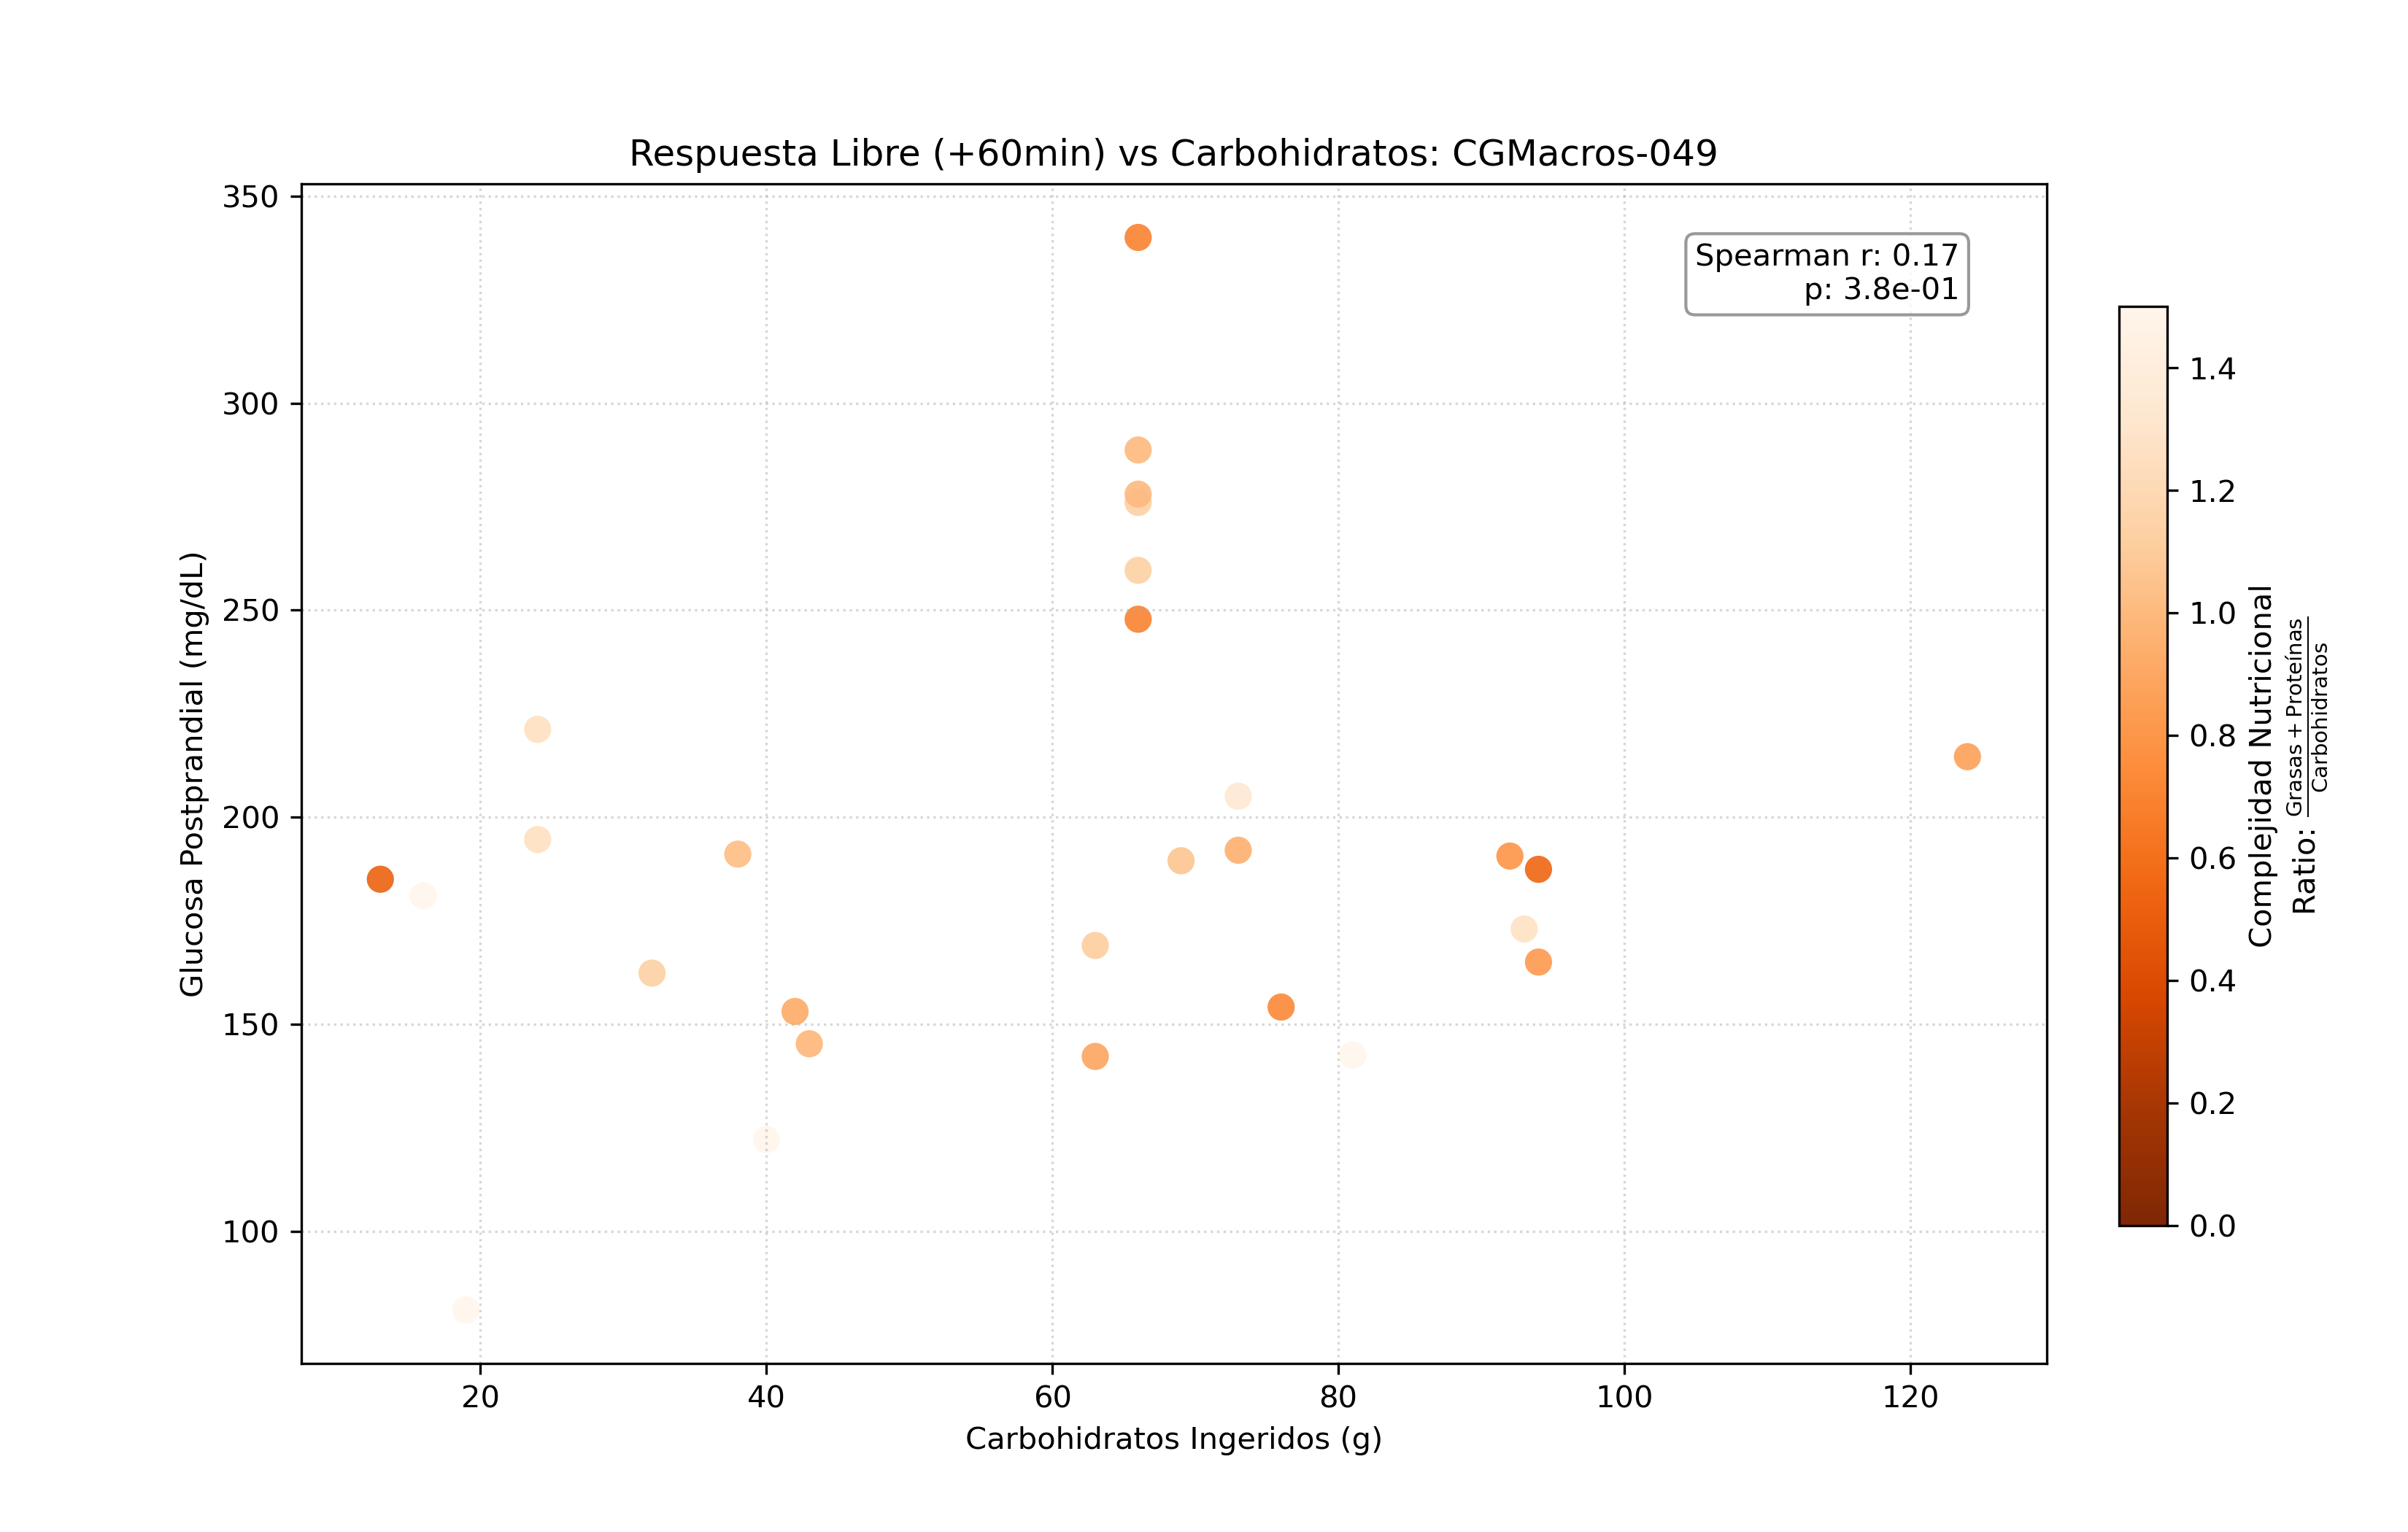 Respuesta Libre (+60min) vs Carbohidratos: CGMacros-049
Spearman r: 0.17
p: 3.8e-01
Glucosa Postprandial (mg/dL)
350
300
250
200
150
100
20
40
60
80
100
120
Carbohidratos Ingeridos (g)
1.4
1.2
1.0
0.8
0.6
0.4
0.2
0.0
Complejidad Nutricional
Ratio: Grasas + Proteínas
Carbohidratos